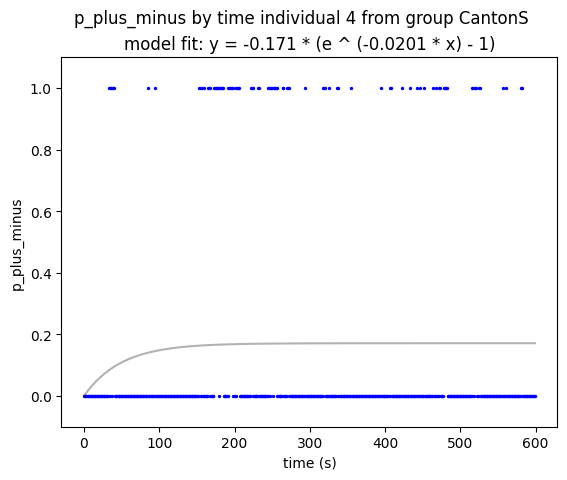 p_plus_minus by time individual 4 from group CantonS
model fit: y = -0.171 * (e ^ (-0.0201 * x) - 1)
1.0
0.8
0.6
0.4
0.2
0.0
p_plus_minus
0 100 200 300 400 500 600
time (s)